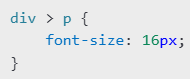 div > p {
    font-size: 16px;
}